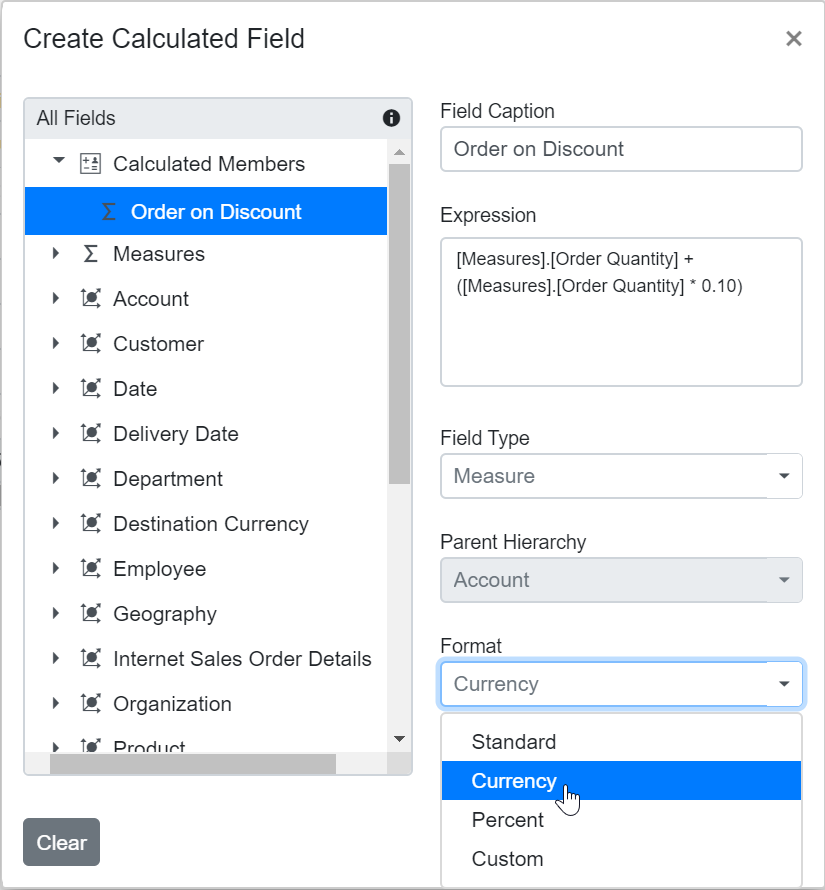 Create Calculated Field
All Fields
Calculated Members
Order on Discount
Measures
Account
Customer
Date
Delivery Date
Department
Destination Currency
Employee
Geography
Internet Sales Order Details
Organization
Product
Clear
Field Caption
Order on Discount
Expression
[Measures].[Order Quantity] +
([Measures].[Order Quantity] * 0.10)
Field Type
Measure
Parent Hierarchy
Account
Format
Currency
Standard
Currency
Percent
Custom